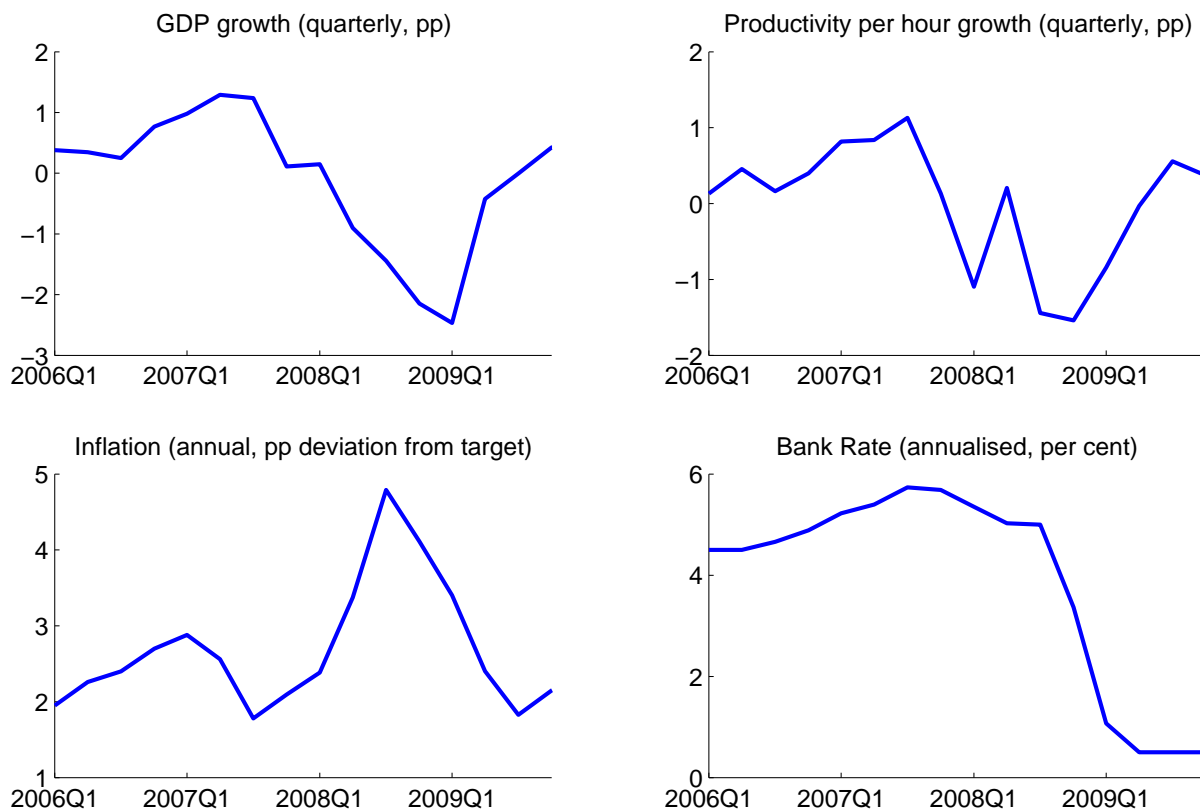 GDP growth (quarterly, pp)
2
1
0
−1
−2
−3
2006Q1 2007Q1 2008Q1 2009Q1
Productivity per hour growth (quarterly, pp)
2
1
0
−1
−2
2006Q1 2007Q1 2008Q1 2009Q1
Inflation (annual, pp deviation from target)
5
4
3
2
1
2006Q1 2007Q1 2008Q1 2009Q1
Bank Rate (annualised, per cent)
6
4
2
0
2006Q1 2007Q1 2008Q1 2009Q1